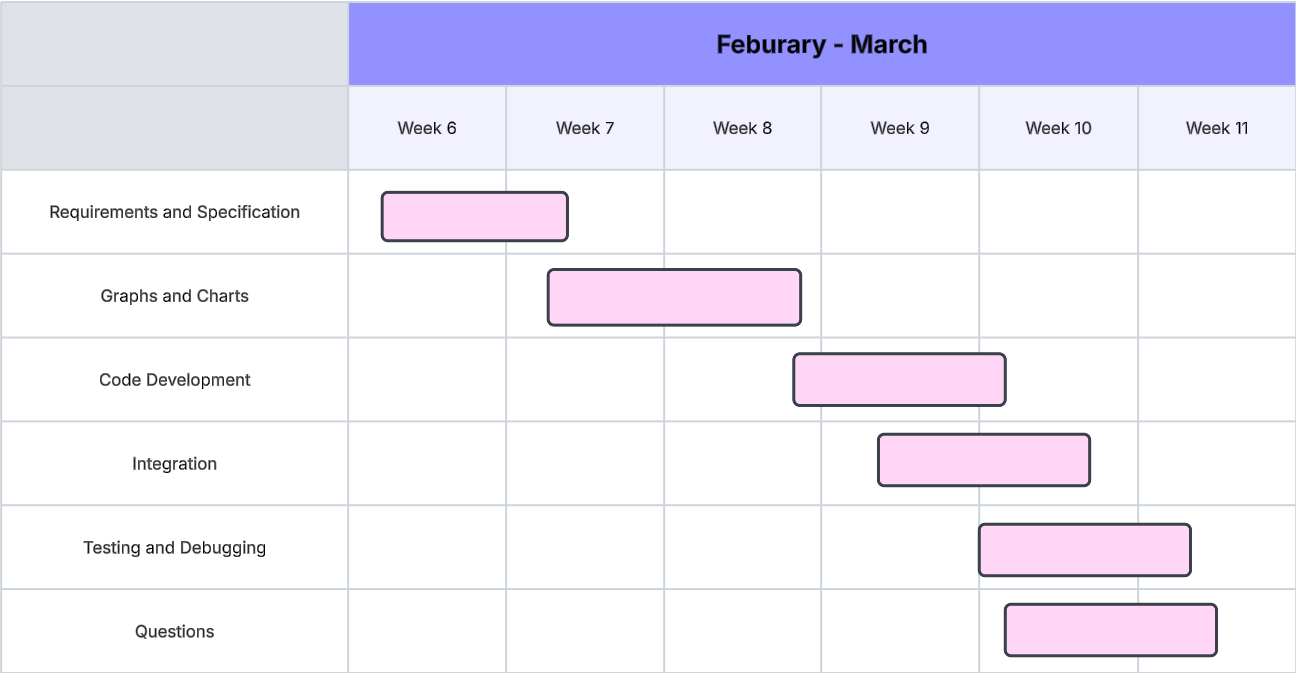 Feburary - March
Week 6
Week 7
Week 8
Week 9
Week 10
Week 11
Requirements and Specification
Graphs and Charts
Code Development
Integration
Testing and Debugging
Questions